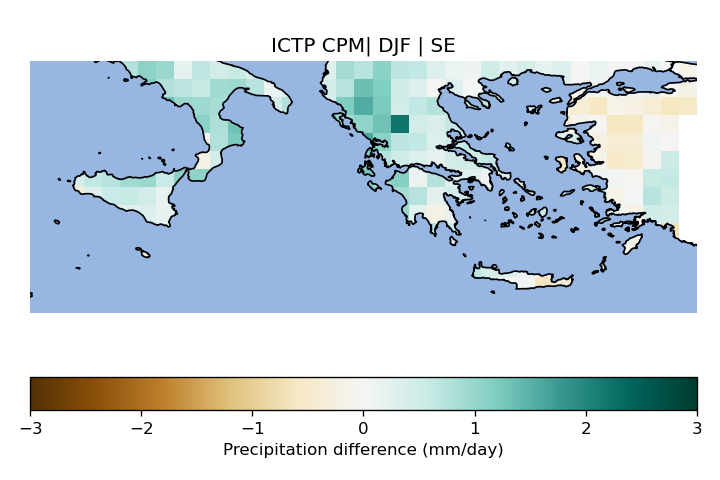 ICTP CPM| DJF | SE
−3 −2 −1 0 1 2 3
Precipitation difference (mm/day)